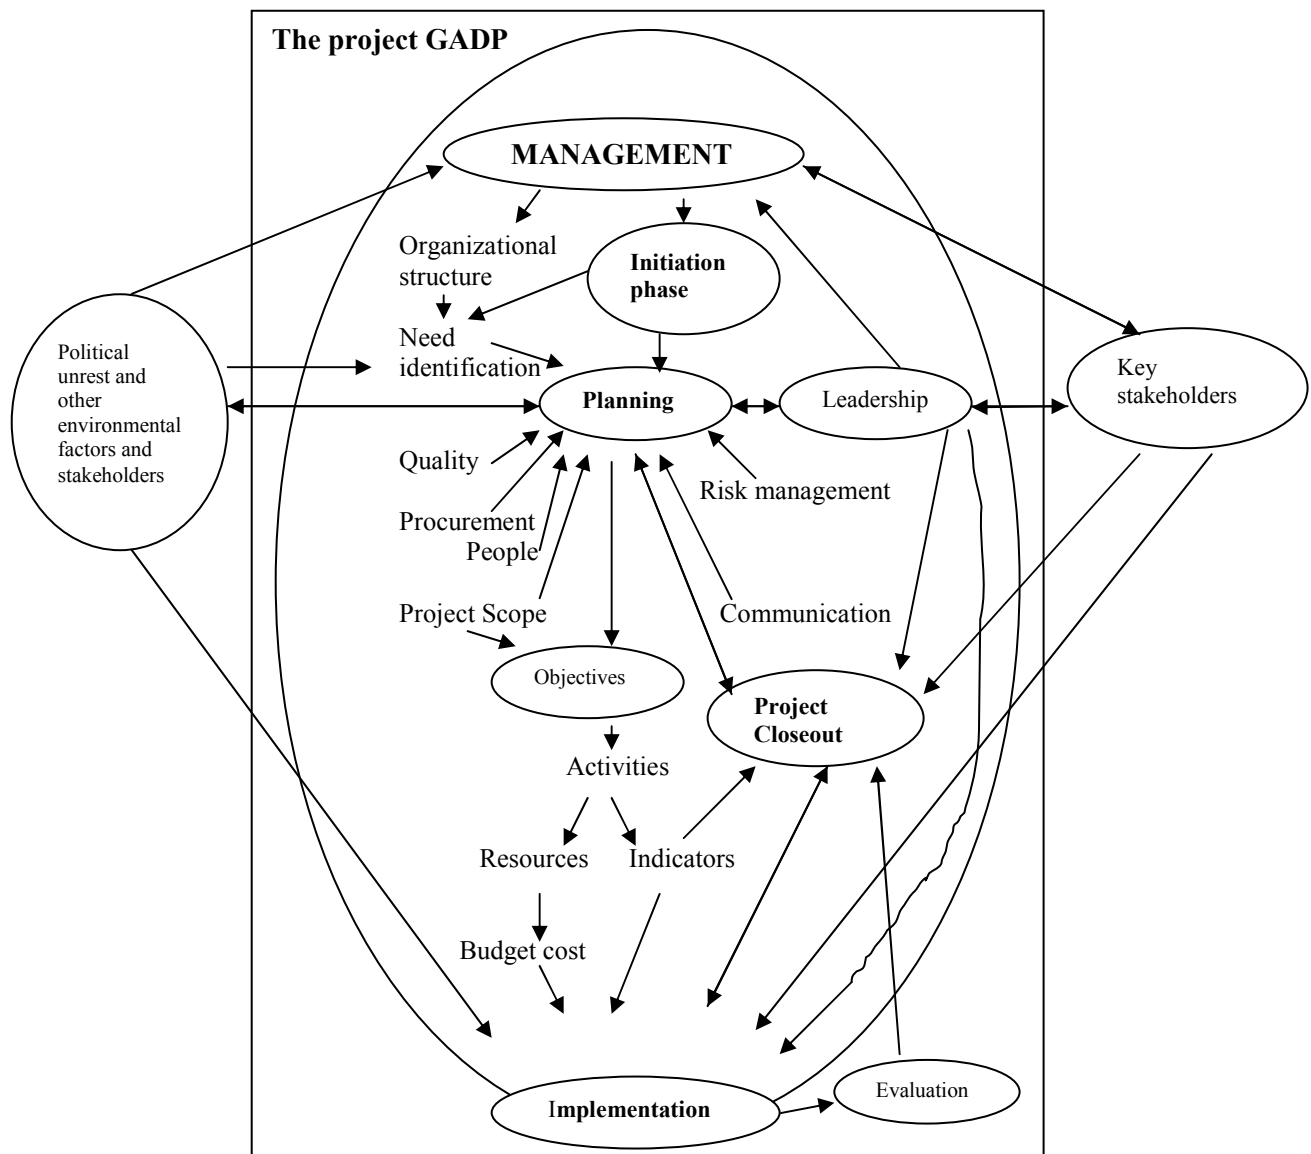 The project GADP
MANAGEMENT
Organizational
structure
Initiation
phase
Need
identification
Political
unrest and
other
environmental
factors and
stakeholders
Planning
Leadership
Key
stakeholders
Quality
Risk management
Procurement
People
Project Scope
Communication
Objectives
Project
Closeout
Activities
Resources
Indicators
Budget cost
Implementation
Evaluation